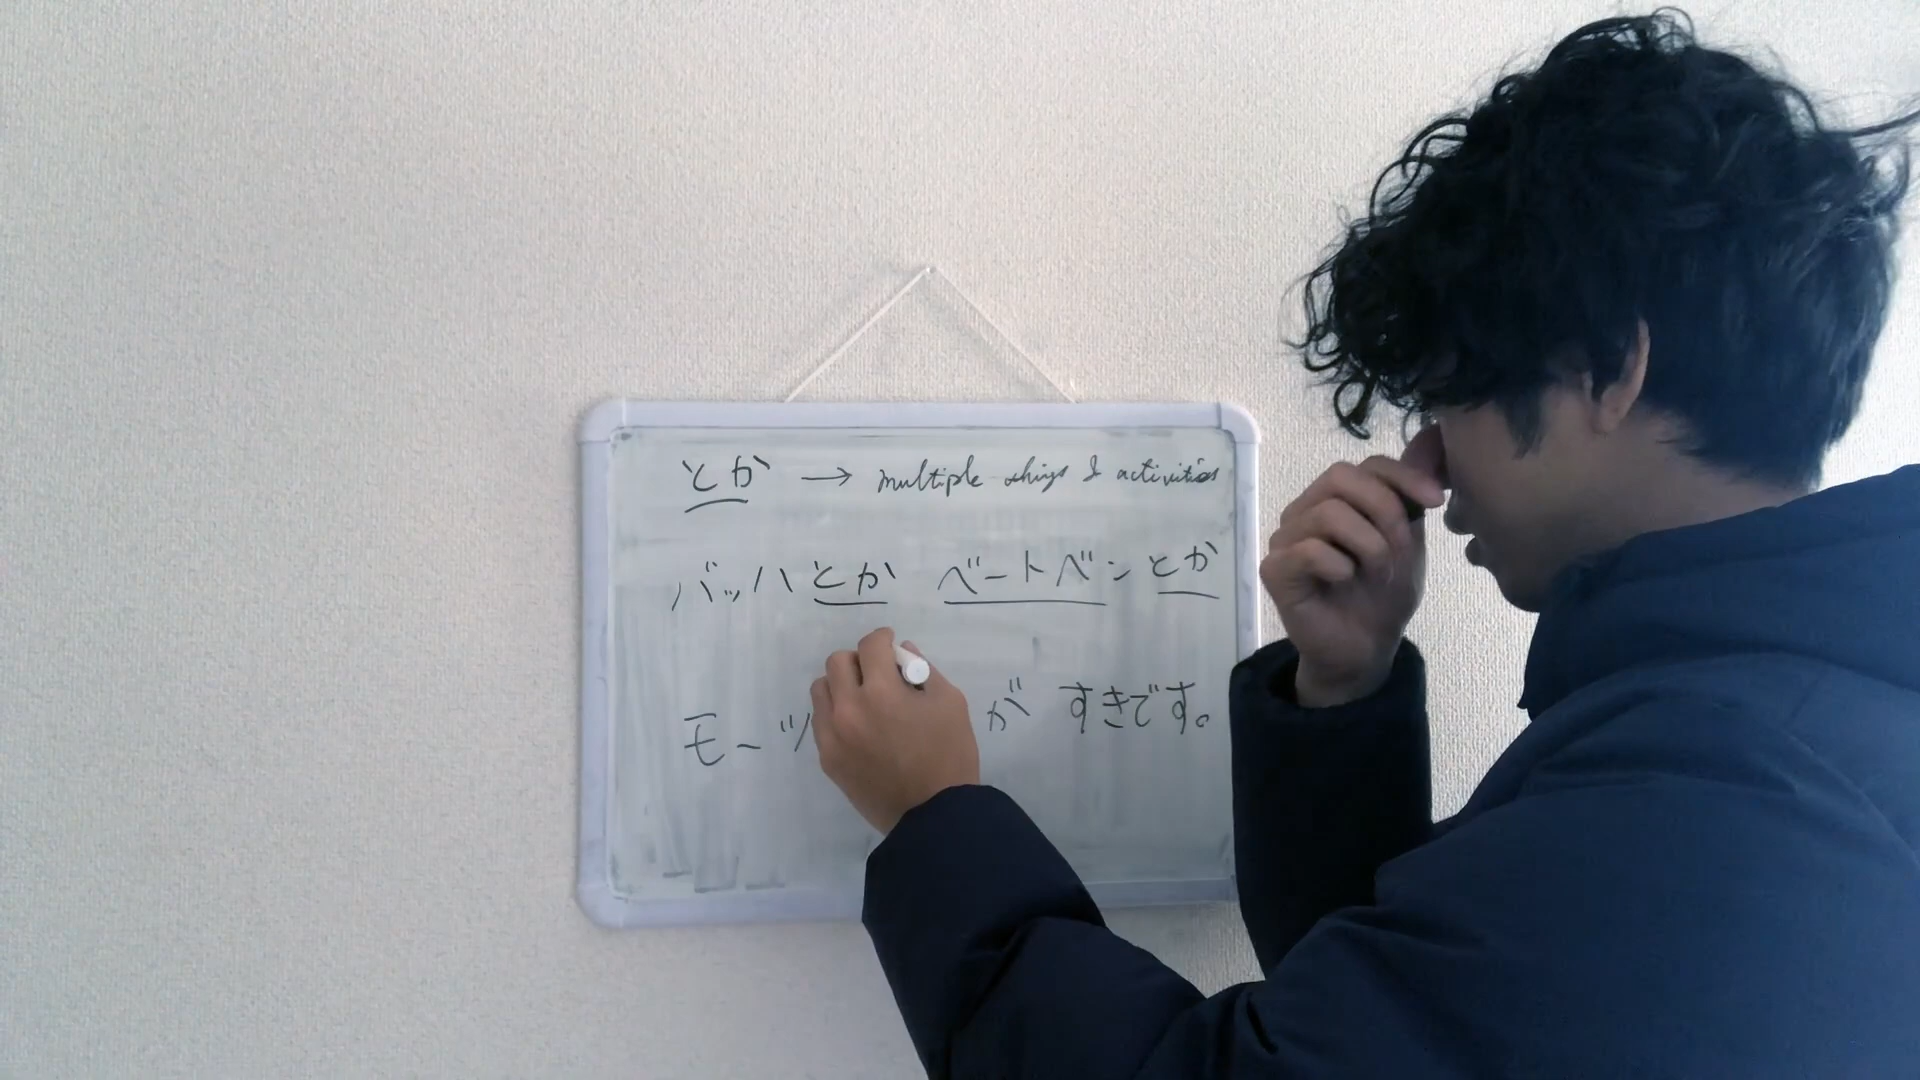 とか → multiple things & activities
バッハとか ベートベンとか
モーツ が すきです。